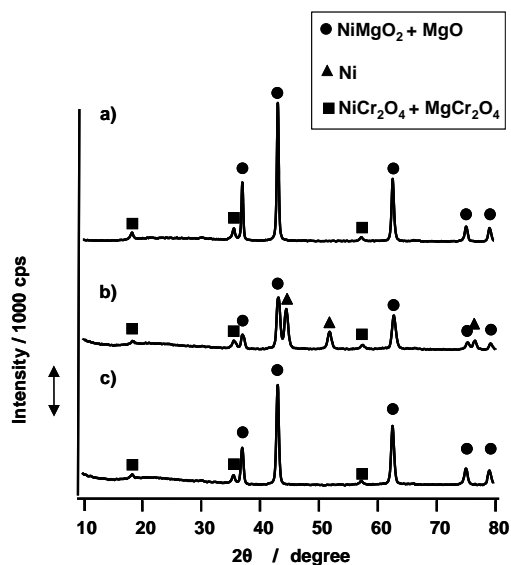 NiMgO₂ + MgO
Ni
NiCr₂O₄ + MgCr₂O₄
a)
b)
c)
Intensity / 1000 cps
10 20 30 40 50 60 70 80
2θ / degree